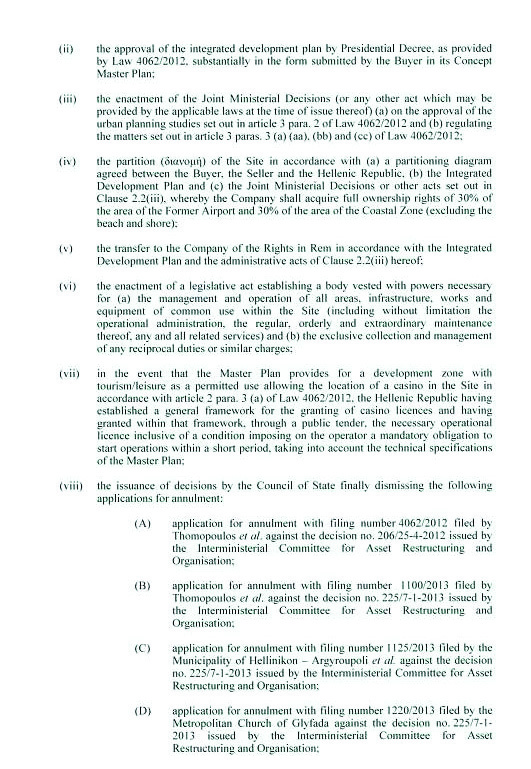 (ii) the approval of the integrated development plan by Presidential Decree, as provided
by Law 4062/2012, substantially in the form submitted by the Buyer in its Concept
Master Plan;
(iii) the enactment of the Joint Ministerial Decisions (or any other act which may be
provided by the applicable laws at the time of issue thereof) (a) on the approval of the
urban planning studies set out in article 3 para. 2 of Law 4062/2012 and (b) regulating
the matters set out in article 3 paras. 3 (a) (aa), (bb) and (cc) of Law 4062/2012;
(iv) the partition (διανομή) of the Site in accordance with (a) a partitioning diagram
agreed between the Buyer, the Seller and the Hellenic Republic, (b) the Integrated
Development Plan and (c) the Joint Ministerial Decisions or other acts set out in
Clause 2.2(iii), whereby the Company shall acquire full ownership rights of 30% of
the area of the Former Airport and 30% of the area of the Coastal Zone (excluding the
beach and shore);
(v) the transfer to the Company of the Rights in Rem in accordance with the Integrated
Development Plan and the administrative acts of Clause 2.2(iii) hereof;
(vi) the enactment of a legislative act establishing a body vested with powers necessary
for (a) the management and operation of all areas, infrastructure, works and
equipment of common use within the Site (including without limitation the
operational administration, the regular, orderly and extraordinary maintenance
thereof, any and all related services) and (b) the exclusive collection and management
of any reciprocal duties or similar charges;
(vii) in the event that the Master Plan provides for a development zone with
tourism/leisure as a permitted use allowing the location of a casino in the Site in
accordance with article 2 para. 3 (a) of Law 4062/2012, the Hellenic Republic having
established a general framework for the granting of casino licences and having
granted within that framework, through a public tender, the necessary operational
licence inclusive of a condition imposing on the operator a mandatory obligation to
start operations within a short period, taking into account the technical specifications
of the Master Plan;
(viii) the issuance of decisions by the Council of State finally dismissing the following
applications for annulment:
(A) application for annulment with filing number 4062/2012 filed by
Thomopoulos et al. against the decision no. 206/25-4-2012 issued by
the Interministerial Committee for Asset Restructuring and
Organisation;
(B) application for annulment with filing number 1100/2013 filed by
Thomopoulos et al. against the decision no. 225/7-1-2013 issued by
the Interministerial Committee for Asset Restructuring and
Organisation;
(C) application for annulment with filing number 1125/2013 filed by the
Municipality of Hellinikon – Argyroupoli et al. against the decision
no. 225/7-1-2013 issued by the Interministerial Committee for Asset
Restructuring and Organisation;
(D) application for annulment with filing number 1220/2013 filed by the
Metropolitan Church of Glyfada against the decision no. 225/7-1-
2013 issued by the Interministerial Committee for Asset
Restructuring and Organisation;